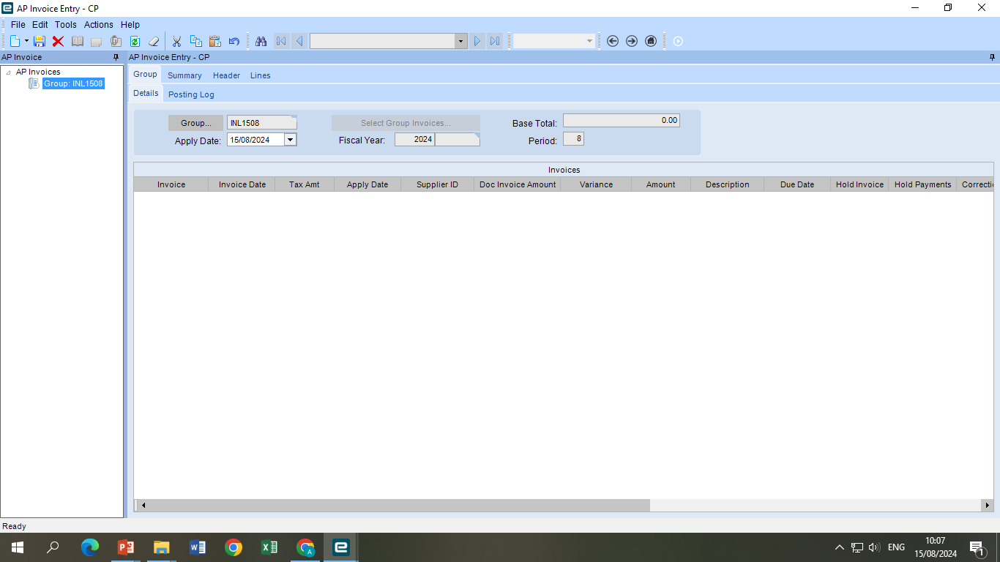 AP Invoice Entry - CP
File Edit Tools Actions Help
AP Invoice
AP Invoice Entry - CP
AP Invoices
Group: INL1508
Group Summary Header Lines
Details Posting Log
Group... INL1508 Select Group Invoices... Base Total: 0.00
Apply Date: 15/08/2024 Fiscal Year: 2024 Period: 8
Invoices
Invoice Invoice Date Tax Amt Apply Date Supplier ID Doc Invoice Amount Variance Amount Description Due Date Hold Invoice Hold Payments Correctio
Ready
ENG
10:07
15/08/2024
1